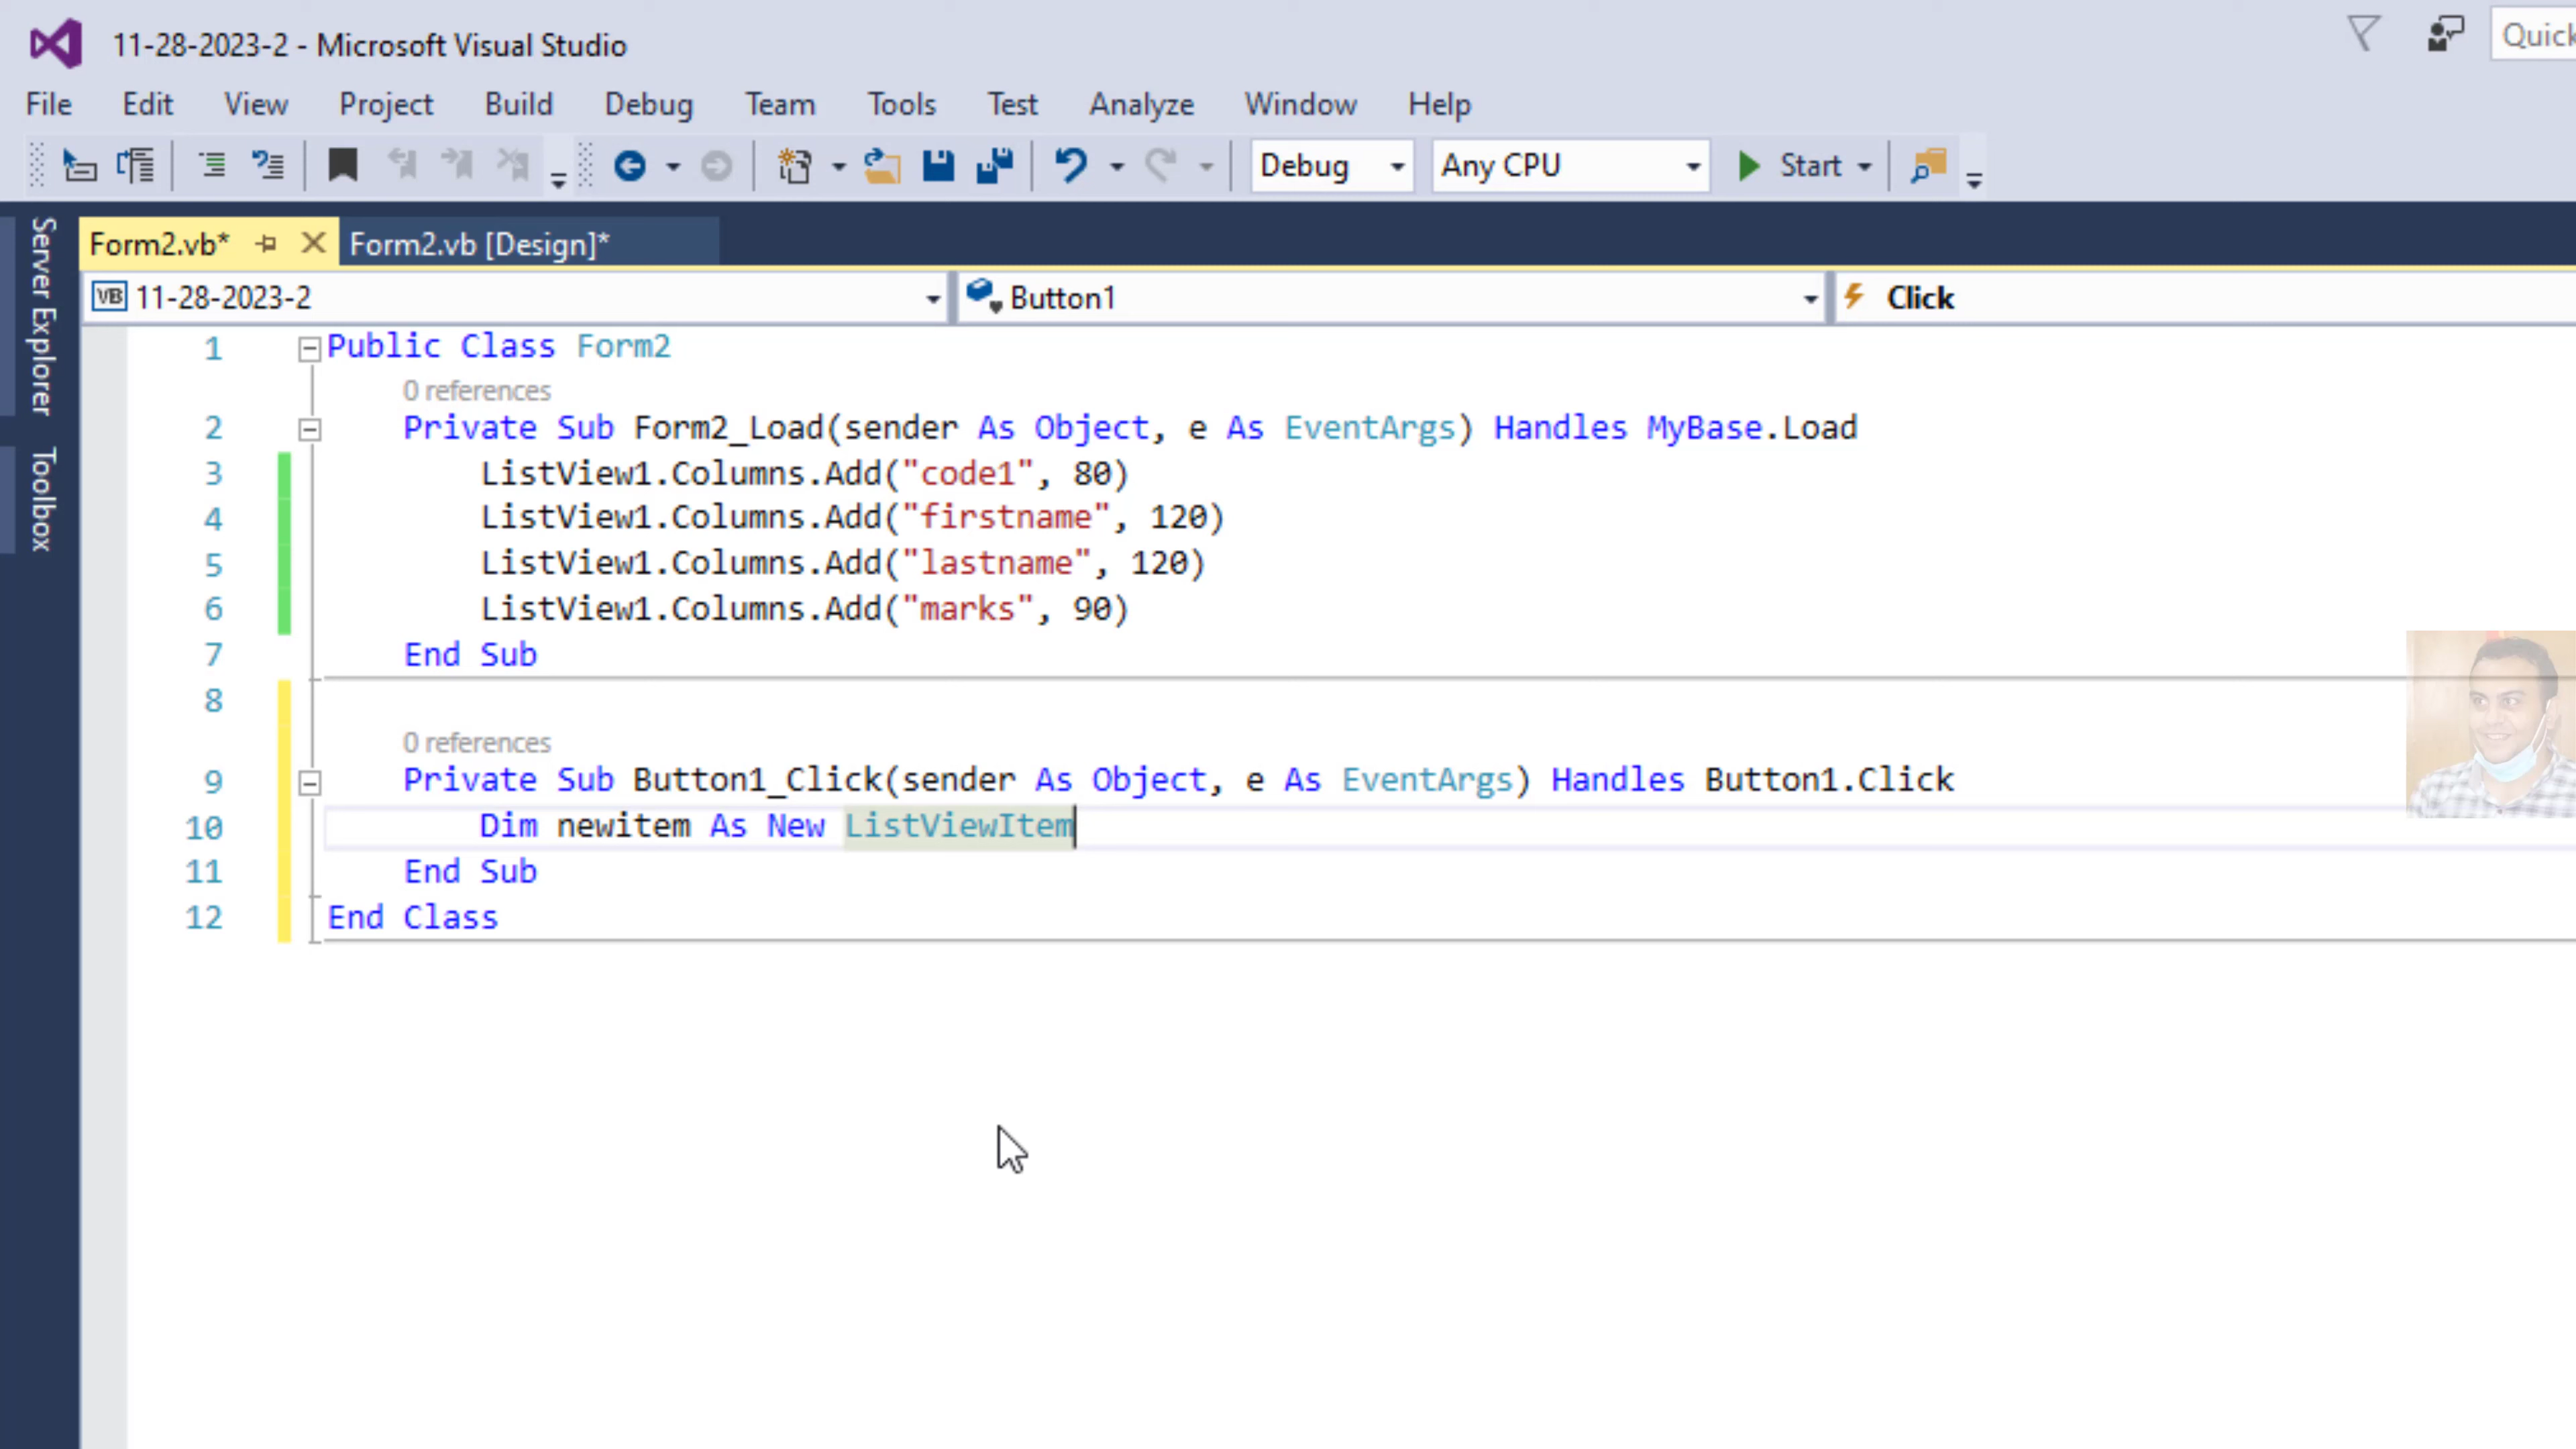 11-28-2023-2 - Microsoft Visual Studio
Quick
File Edit View Project Build Debug Team Tools Test Analyze Window Help
Debug Any CPU Start
Server Explorer
Toolbox
Form2.vb* Form2.vb [Design]*
VB 11-28-2023-2 Button1 Click
1 Public Class Form2
0 references
2 Private Sub Form2_Load(sender As Object, e As EventArgs) Handles MyBase.Load
3 ListView1.Columns.Add("code1", 80)
4 ListView1.Columns.Add("firstname", 120)
5 ListView1.Columns.Add("lastname", 120)
6 ListView1.Columns.Add("marks", 90)
7 End Sub
8
0 references
9 Private Sub Button1_Click(sender As Object, e As EventArgs) Handles Button1.Click
10 Dim newitem As New ListViewItem
11 End Sub
12 End Class